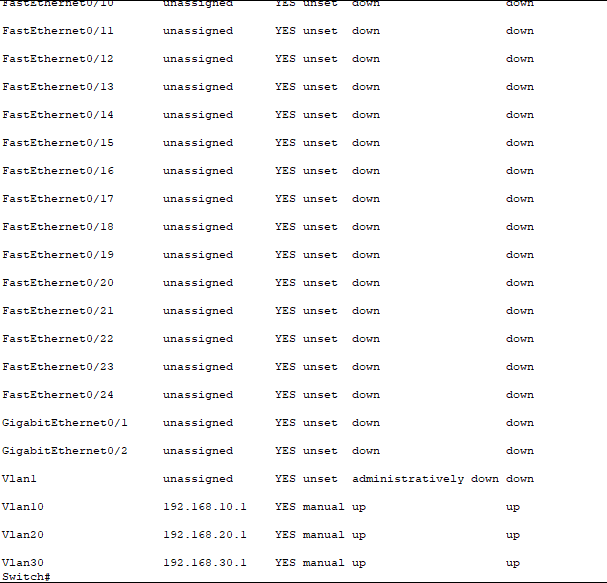 FastEthernet0/10 unassigned YES unset down down
FastEthernet0/11 unassigned YES unset down down
FastEthernet0/12 unassigned YES unset down down
FastEthernet0/13 unassigned YES unset down down
FastEthernet0/14 unassigned YES unset down down
FastEthernet0/15 unassigned YES unset down down
FastEthernet0/16 unassigned YES unset down down
FastEthernet0/17 unassigned YES unset down down
FastEthernet0/18 unassigned YES unset down down
FastEthernet0/19 unassigned YES unset down down
FastEthernet0/20 unassigned YES unset down down
FastEthernet0/21 unassigned YES unset down down
FastEthernet0/22 unassigned YES unset down down
FastEthernet0/23 unassigned YES unset down down
FastEthernet0/24 unassigned YES unset down down
GigabitEthernet0/1 unassigned YES unset down down
GigabitEthernet0/2 unassigned YES unset down down
Vlan1 unassigned YES unset administratively down down
Vlan10 192.168.10.1 YES manual up up
Vlan20 192.168.20.1 YES manual up up
Vlan30 192.168.30.1 YES manual up up
Switch#